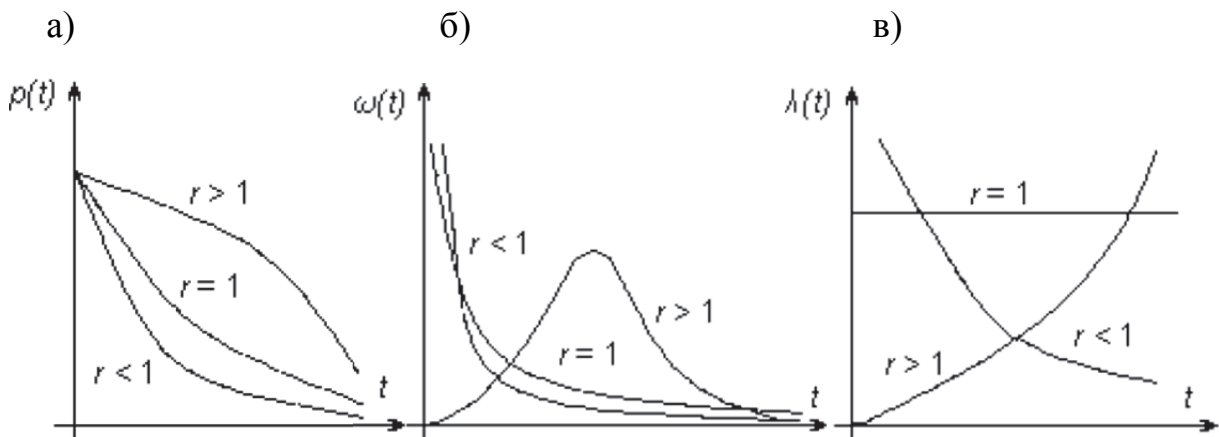 а)
б)
в)
p(t)
r > 1
r = 1
r < 1
t
ω(t)
r < 1
r > 1
r = 1
t
λ(t)
r = 1
r < 1
r > 1
t